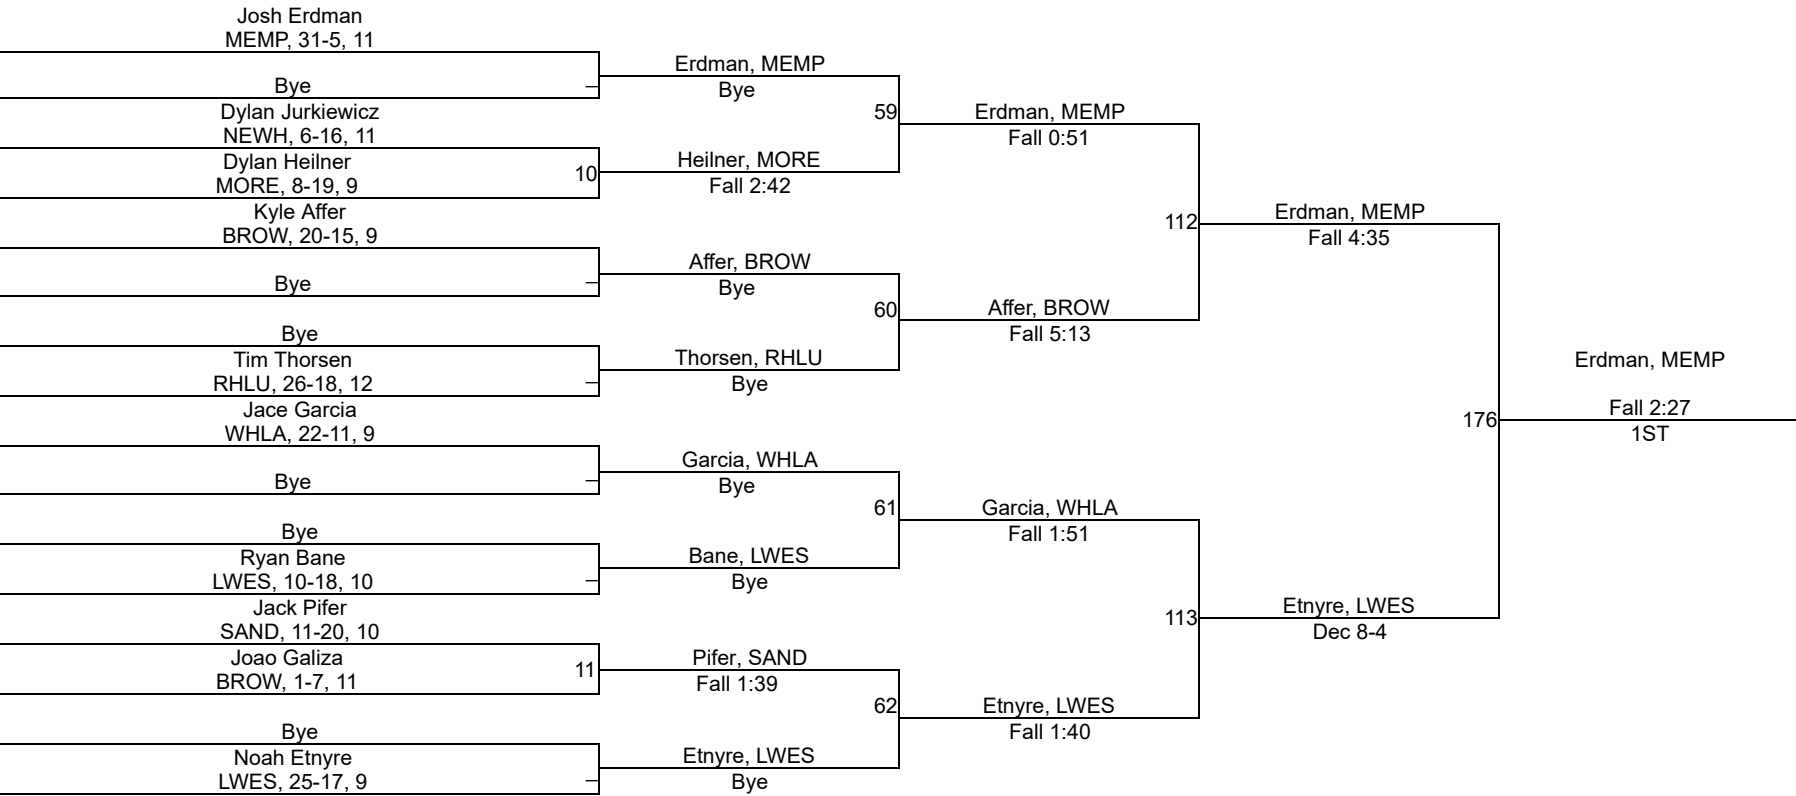 Josh Erdman
MEMP, 31-5, 11
Bye
Dylan Jurkiewicz
NEWH, 6-16, 11
Dylan Heilner
MORE, 8-19, 9
10
Kyle Affer
BROW, 20-15, 9
Bye
Bye
Tim Thorsen
RHLU, 26-18, 12
Jace Garcia
WHLA, 22-11, 9
Bye
Bye
Ryan Bane
LWES, 10-18, 10
Jack Pifer
SAND, 11-20, 10
Joao Galiza
BROW, 1-7, 11
11
Bye
Noah Etnyre
LWES, 25-17, 9
Erdman, MEMP
Bye
59
Heilner, MORE
Fall 2:42
Affer, BROW
Bye
60
Thorsen, RHLU
Bye
Garcia, WHLA
Bye
61
Bane, LWES
Bye
Pifer, SAND
Fall 1:39
62
Etnyre, LWES
Bye
Erdman, MEMP
Fall 0:51
112
Affer, BROW
Fall 5:13
Garcia, WHLA
Fall 1:51
113
Etnyre, LWES
Fall 1:40
Erdman, MEMP
Fall 4:35
176
Etnyre, LWES
Dec 8-4
Erdman, MEMP
Fall 2:27
1ST